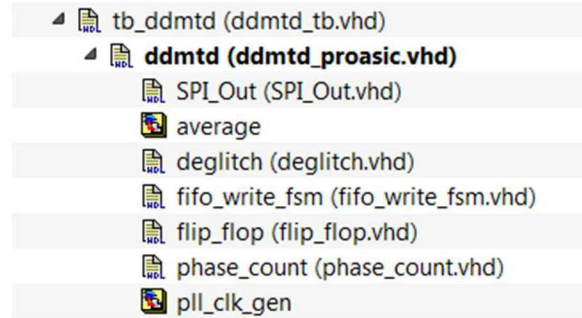 tb_ddmtd (ddmtd_tb.vhd)
ddmtd (ddmtd_proasic.vhd)
SPI_Out (SPI_Out.vhd)
average
deglitch (deglitch.vhd)
fifo_write_fsm (fifo_write_fsm.vhd)
flip_flop (flip_flop.vhd)
phase_count (phase_count.vhd)
pll_clk_gen